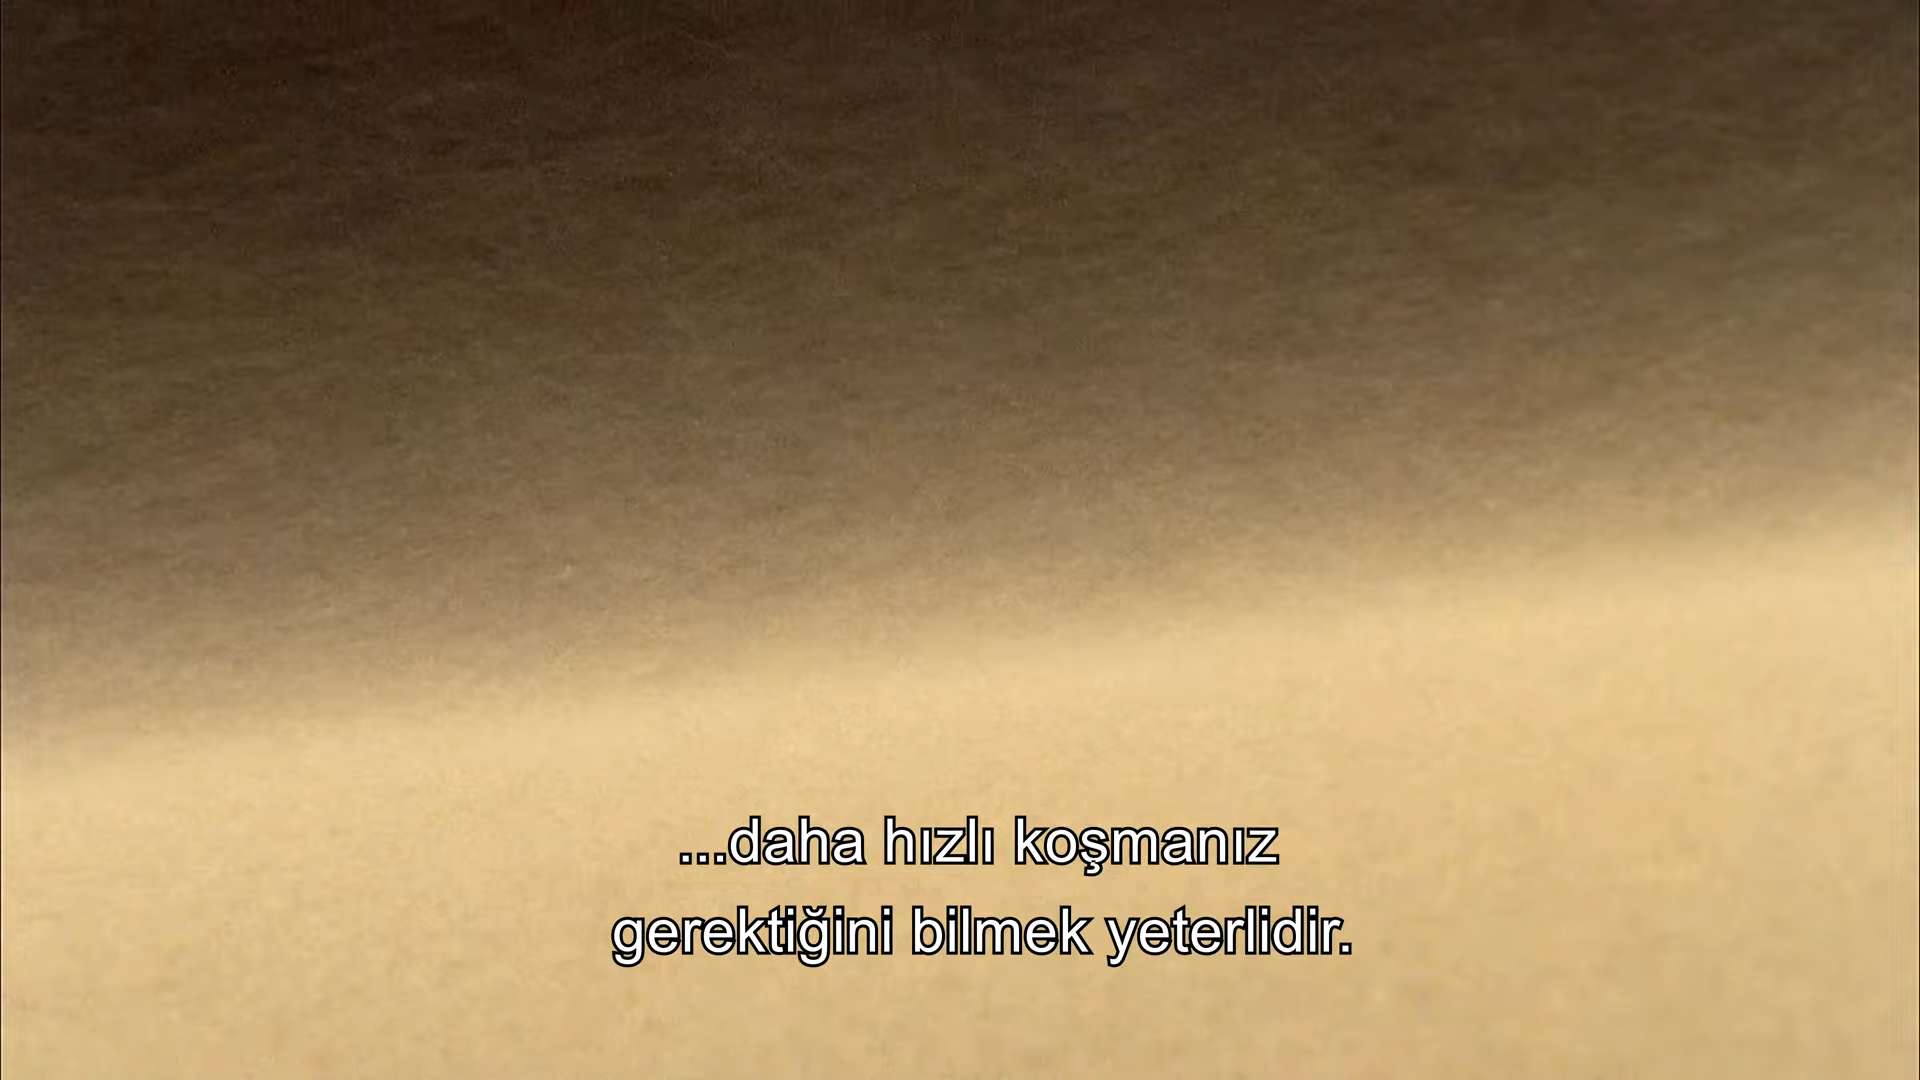 ...daha hızlı koşmanız
gerektiğini bilmek yeterlidir.